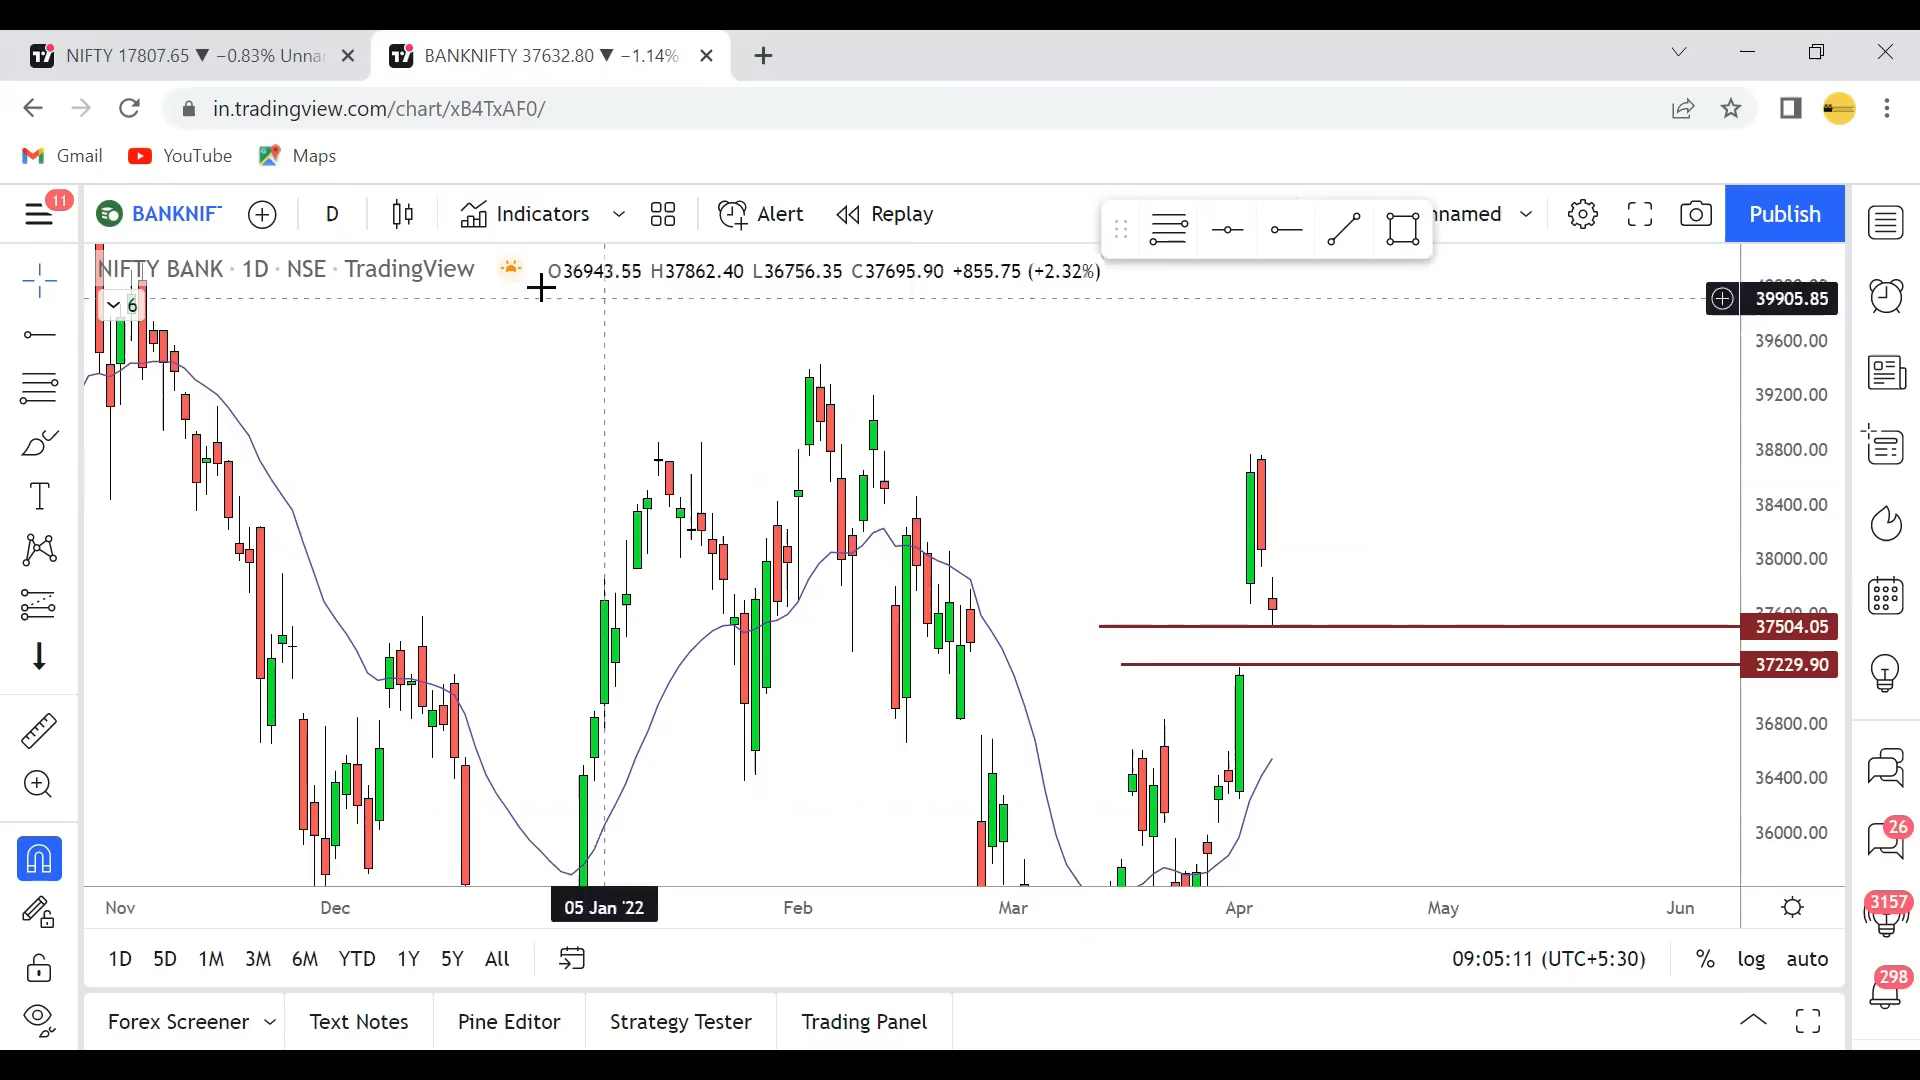 NIFTY 17807.65 ▼ −0.83% Unna
BANKNIFTY 37632.80 ▼ −1.14%
in.tradingview.com/chart/xB4TxAF0/
Gmail YouTube Maps
11
BANKNIF
D
Indicators
Alert
Replay
nnamed
Publish
NIFTY BANK · 1D · NSE · TradingView
O36943.55 H37862.40 L36756.35 C37695.90 +855.75 (+2.32%)
6
39905.85
39600.00
39200.00
38800.00
38400.00
38000.00
37504.05
37229.90
36800.00
36400.00
36000.00
Nov Dec 05 Jan '22 Feb Mar Apr May Jun
1D 5D 1M 3M 6M YTD 1Y 5Y All
09:05:11 (UTC+5:30) % log auto
Forex Screener Text Notes Pine Editor Strategy Tester Trading Panel
26
3157
298